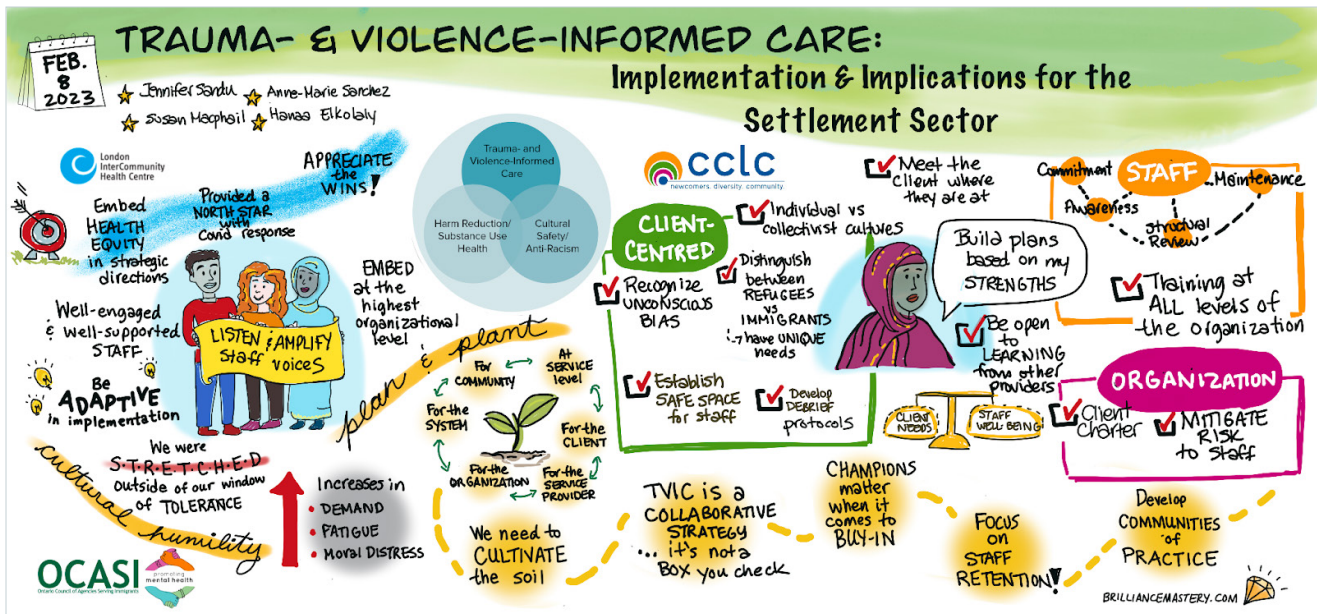 TRAUMA- & VIOLENCE-INFORMED CARE:
Implementation & Implications for the
Settlement Sector
FEB.
8
2023
Jennifer Sandu
Anne-Marie Sanchez
Susan Macphail
Hanaa Elkolaly
London
InterCommunity
Health Centre
APPRECIATE
the
WINS!
Provided a
NORTH STAR
with
Covid response
Embed
HEALTH
EQUITY
in strategic
directions
Well-engaged
& Well-supported
STAFF
LISTEN & AMPLIFY
Staff voices
EMBED
at the
highest
organizational
level
Be
ADAPTIVE
in implementation
We were
S-T-R-E-T-C-H-E-D
outside of our window
of TOLERANCE
cultural humility
Increases in
• DEMAND
• FATIGUE
• Moral DISTRESS
OCASI
Ontario Council of Agencies Serving Immigrants
promoting
mental health
Trauma- and
Violence-Informed
Care
Harm Reduction/
Substance Use
Health
Cultural
Safety/
Anti-Racism
plan & plant
For
COMMUNITY
At
SERVICE
level
For the
SYSTEM
For the
CLIENT
For the
ORGANIZATION
For the
SERVICE
PROVIDER
We need to
CULTIVATE
the soil
cclc
newcomers. diversity. community.
CLIENT-
CENTRED
Individual vs
collectivist cultures
Recognize
UNCONSCIOUS
BIAS
Distinguish
between
REFUGEES
vs
IMMIGRANTS
↳ have UNIQUE
needs
Establish
SAFE SPACE
for staff
Develop
DEBRIEF
protocols
Meet the
Client where
they are at
Build plans
based on my
STRENGTHS
Be open
to
LEARNING
from other
providers
CLIENT
NEEDS
STAFF
WELL-BEING
STAFF
Commitment
Awareness
Structural
Review
...Maintenance
Training at
ALL levels of
the organization
ORGANIZATION
Client
Charter
MITIGATE
RISK
to Staff
TVIC is a
COLLABORATIVE
STRATEGY
... it's not a
BOX you check
CHAMPIONS
matter
when it
comes to
BUY-IN
FOCUS
on
STAFF
RETENTION!
Develop
COMMUNITIES
of
PRACTICE
BRILLIANCEMASTERY.COM